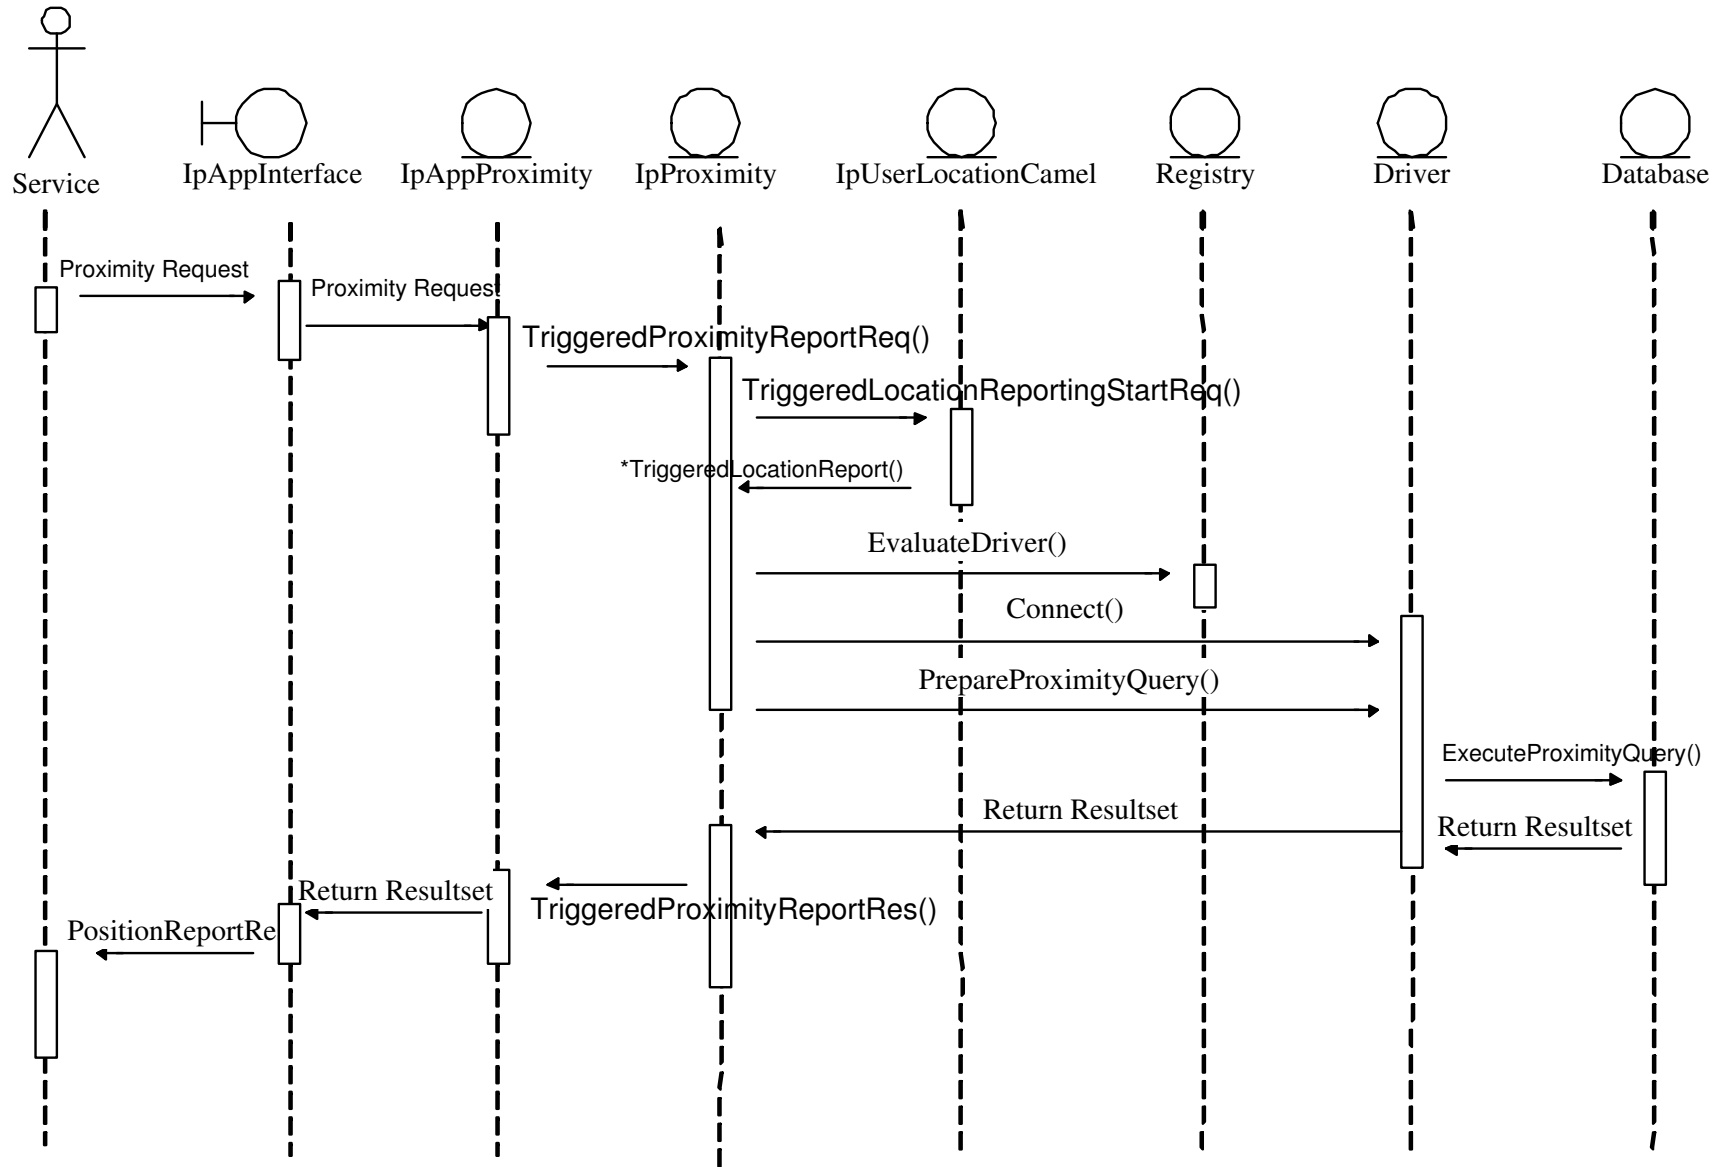 Service
IpAppInterface
IpAppProximity
IpProximity
IpUserLocationCamel
Registry
Driver
Database
Proximity Request
Proximity Request
TriggeredProximityReportReq()
TriggeredLocationReportingStartReq()
*TriggeredLocationReport()
EvaluateDriver()
Connect()
PrepareProximityQuery()
ExecuteProximityQuery()
Return Resultset
Return Resultset
Return Resultset
TriggeredProximityReportRes()
PositionReportRe